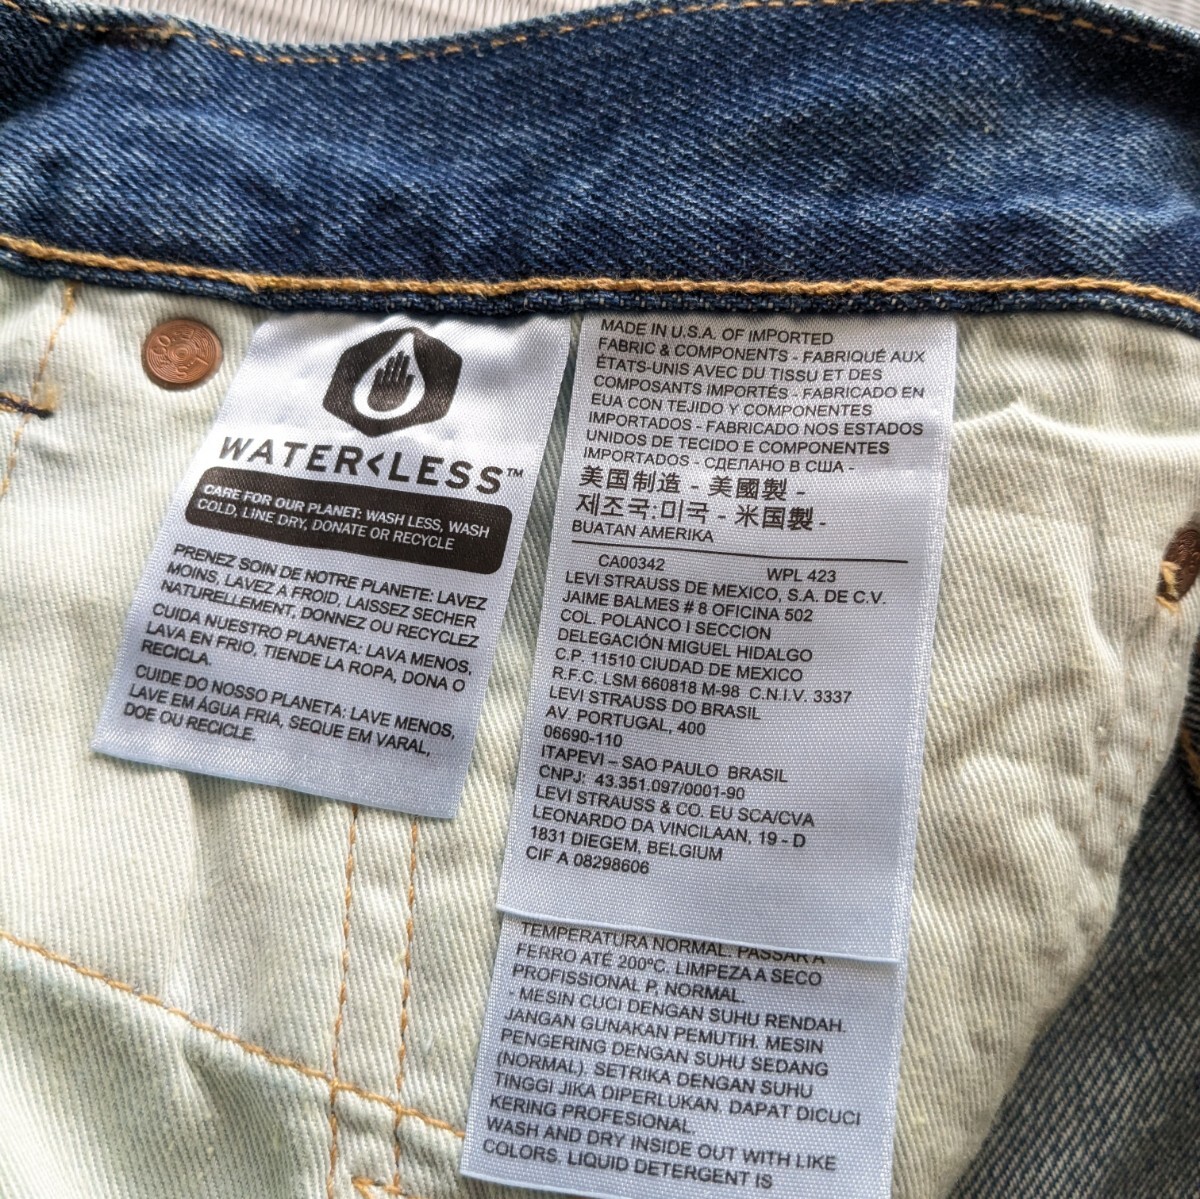 WATER<LESS™
CARE FOR OUR PLANET: WASH LESS, WASH
COLD, LINE DRY, DONATE OR RECYCLE
PRENEZ SOIN DE NOTRE PLANETE: LAVEZ
MOINS, LAVEZ À FROID, LAISSEZ SECHER
NATURELLEMENT, DONNEZ OU RECYCLEZ
CUIDA NUESTRO PLANETA: LAVA MENOS,
LAVA EN FRIO, TIENDE LA ROPA, DONA O
RECICLA.
CUIDE DO NOSSO PLANETA: LAVE MENOS,
LAVE EM ÁGUA FRIA, SEQUE EM VARAL,
DOE OU RECICLE.
MADE IN U.S.A. OF IMPORTED
FABRIC & COMPONENTS - FABRIQUÉ AUX
ÉTATS-UNIS AVEC DU TISSU ET DES
COMPOSANTS IMPORTÉS - FABRICADO EN
EUA CON TEJIDO Y COMPONENTES
IMPORTADOS - FABRICADO NOS ESTADOS
UNIDOS DE TECIDO E COMPONENTES
IMPORTADOS - СДЕЛАНО В США -
美国制造 - 美國製 -
제조국:미국 - 米国製 -
BUATAN AMERIKA
CA00342 WPL 423
LEVI STRAUSS DE MEXICO, S.A. DE C.V.
JAIME BALMES # 8 OFICINA 502
COL. POLANCO I SECCION
DELEGACIÓN MIGUEL HIDALGO
C.P. 11510 CIUDAD DE MEXICO
R.F.C. LSM 660818 M-98 C.N.I.V. 3337
LEVI STRAUSS DO BRASIL
AV. PORTUGAL, 400
06690-110
ITAPEVI – SAO PAULO BRASIL
CNPJ: 43.351.097/0001-90
LEVI STRAUSS & CO. EU SCA/CVA
LEONARDO DA VINCILAAN, 19 - D
1831 DIEGEM, BELGIUM
CIF A 08298606
TEMPERATURA NORMAL. PASSAR A
FERRO ATÉ 200ºC. LIMPEZA A SECO
PROFISSIONAL P, NORMAL.
- MESIN CUCI DENGAN SUHU RENDAH.
JANGAN GUNAKAN PEMUTIH. MESIN
PENGERING DENGAN SUHU SEDANG
(NORMAL). SETRIKA DENGAN SUHU
TINGGI JIKA DIPERLUKAN. DAPAT DICUCI
KERING PROFESIONAL.
WASH AND DRY INSIDE OUT WITH LIKE
COLORS. LIQUID DETERGENT IS